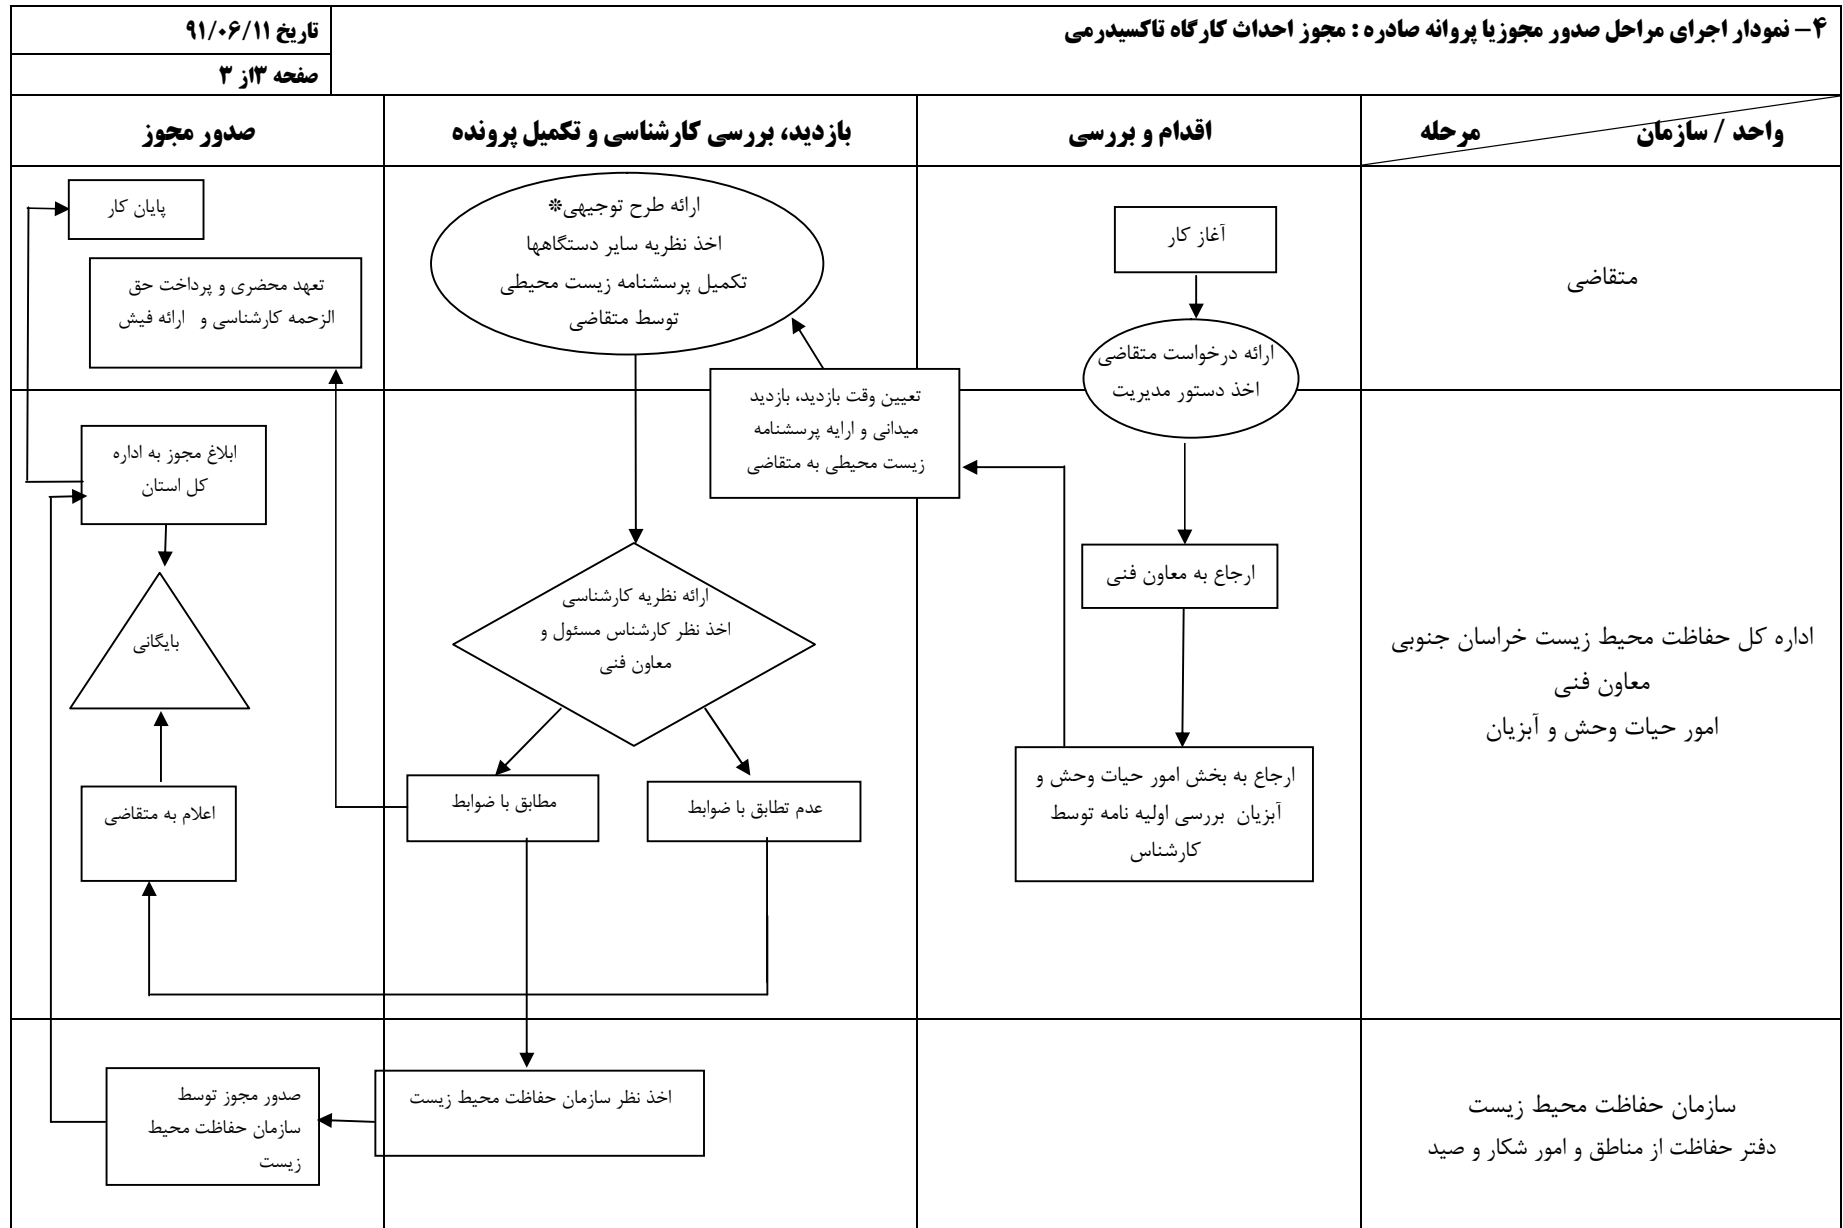 ۴- نمودار اجرای مراحل صدور مجوزیا پروانه صادره : مجوز احداث کارگاه تاکسیدرمی
تاریخ ۹۱/۰۶/۱۱
صفحه ۳از ۳
واحد / سازمان
مرحله
اقدام و بررسی
بازدید، بررسی کارشناسی و تکمیل پرونده
صدور مجوز
متقاضی
آغاز کار
ارائه درخواست متقاضی
اخذ دستور مدیریت
ارائه طرح توجیهی*
اخذ نظریه سایر دستگاهها
تکمیل پرسشنامه زیست محیطی
توسط متقاضی
پایان کار
تعهد محضری و پرداخت حق
الزحمه کارشناسی و ارائه فیش
اداره کل حفاظت محیط زیست خراسان جنوبی
معاون فنی
امور حیات وحش و آبزیان
ارجاع به معاون فنی
ارجاع به بخش امور حیات وحش و
آبزیان بررسی اولیه نامه توسط
کارشناس
تعیین وقت بازدید، بازدید
میدانی و ارایه پرسشنامه
زیست محیطی به متقاضی
ارائه نظریه کارشناسی
اخذ نظر کارشناس مسئول و
معاون فنی
عدم تطابق با ضوابط
مطابق با ضوابط
ابلاغ مجوز به اداره
کل استان
بایگانی
اعلام به متقاضی
سازمان حفاظت محیط زیست
دفتر حفاظت از مناطق و امور شکار و صید
اخذ نظر سازمان حفاظت محیط زیست
صدور مجوز توسط
سازمان حفاظت محیط
زیست